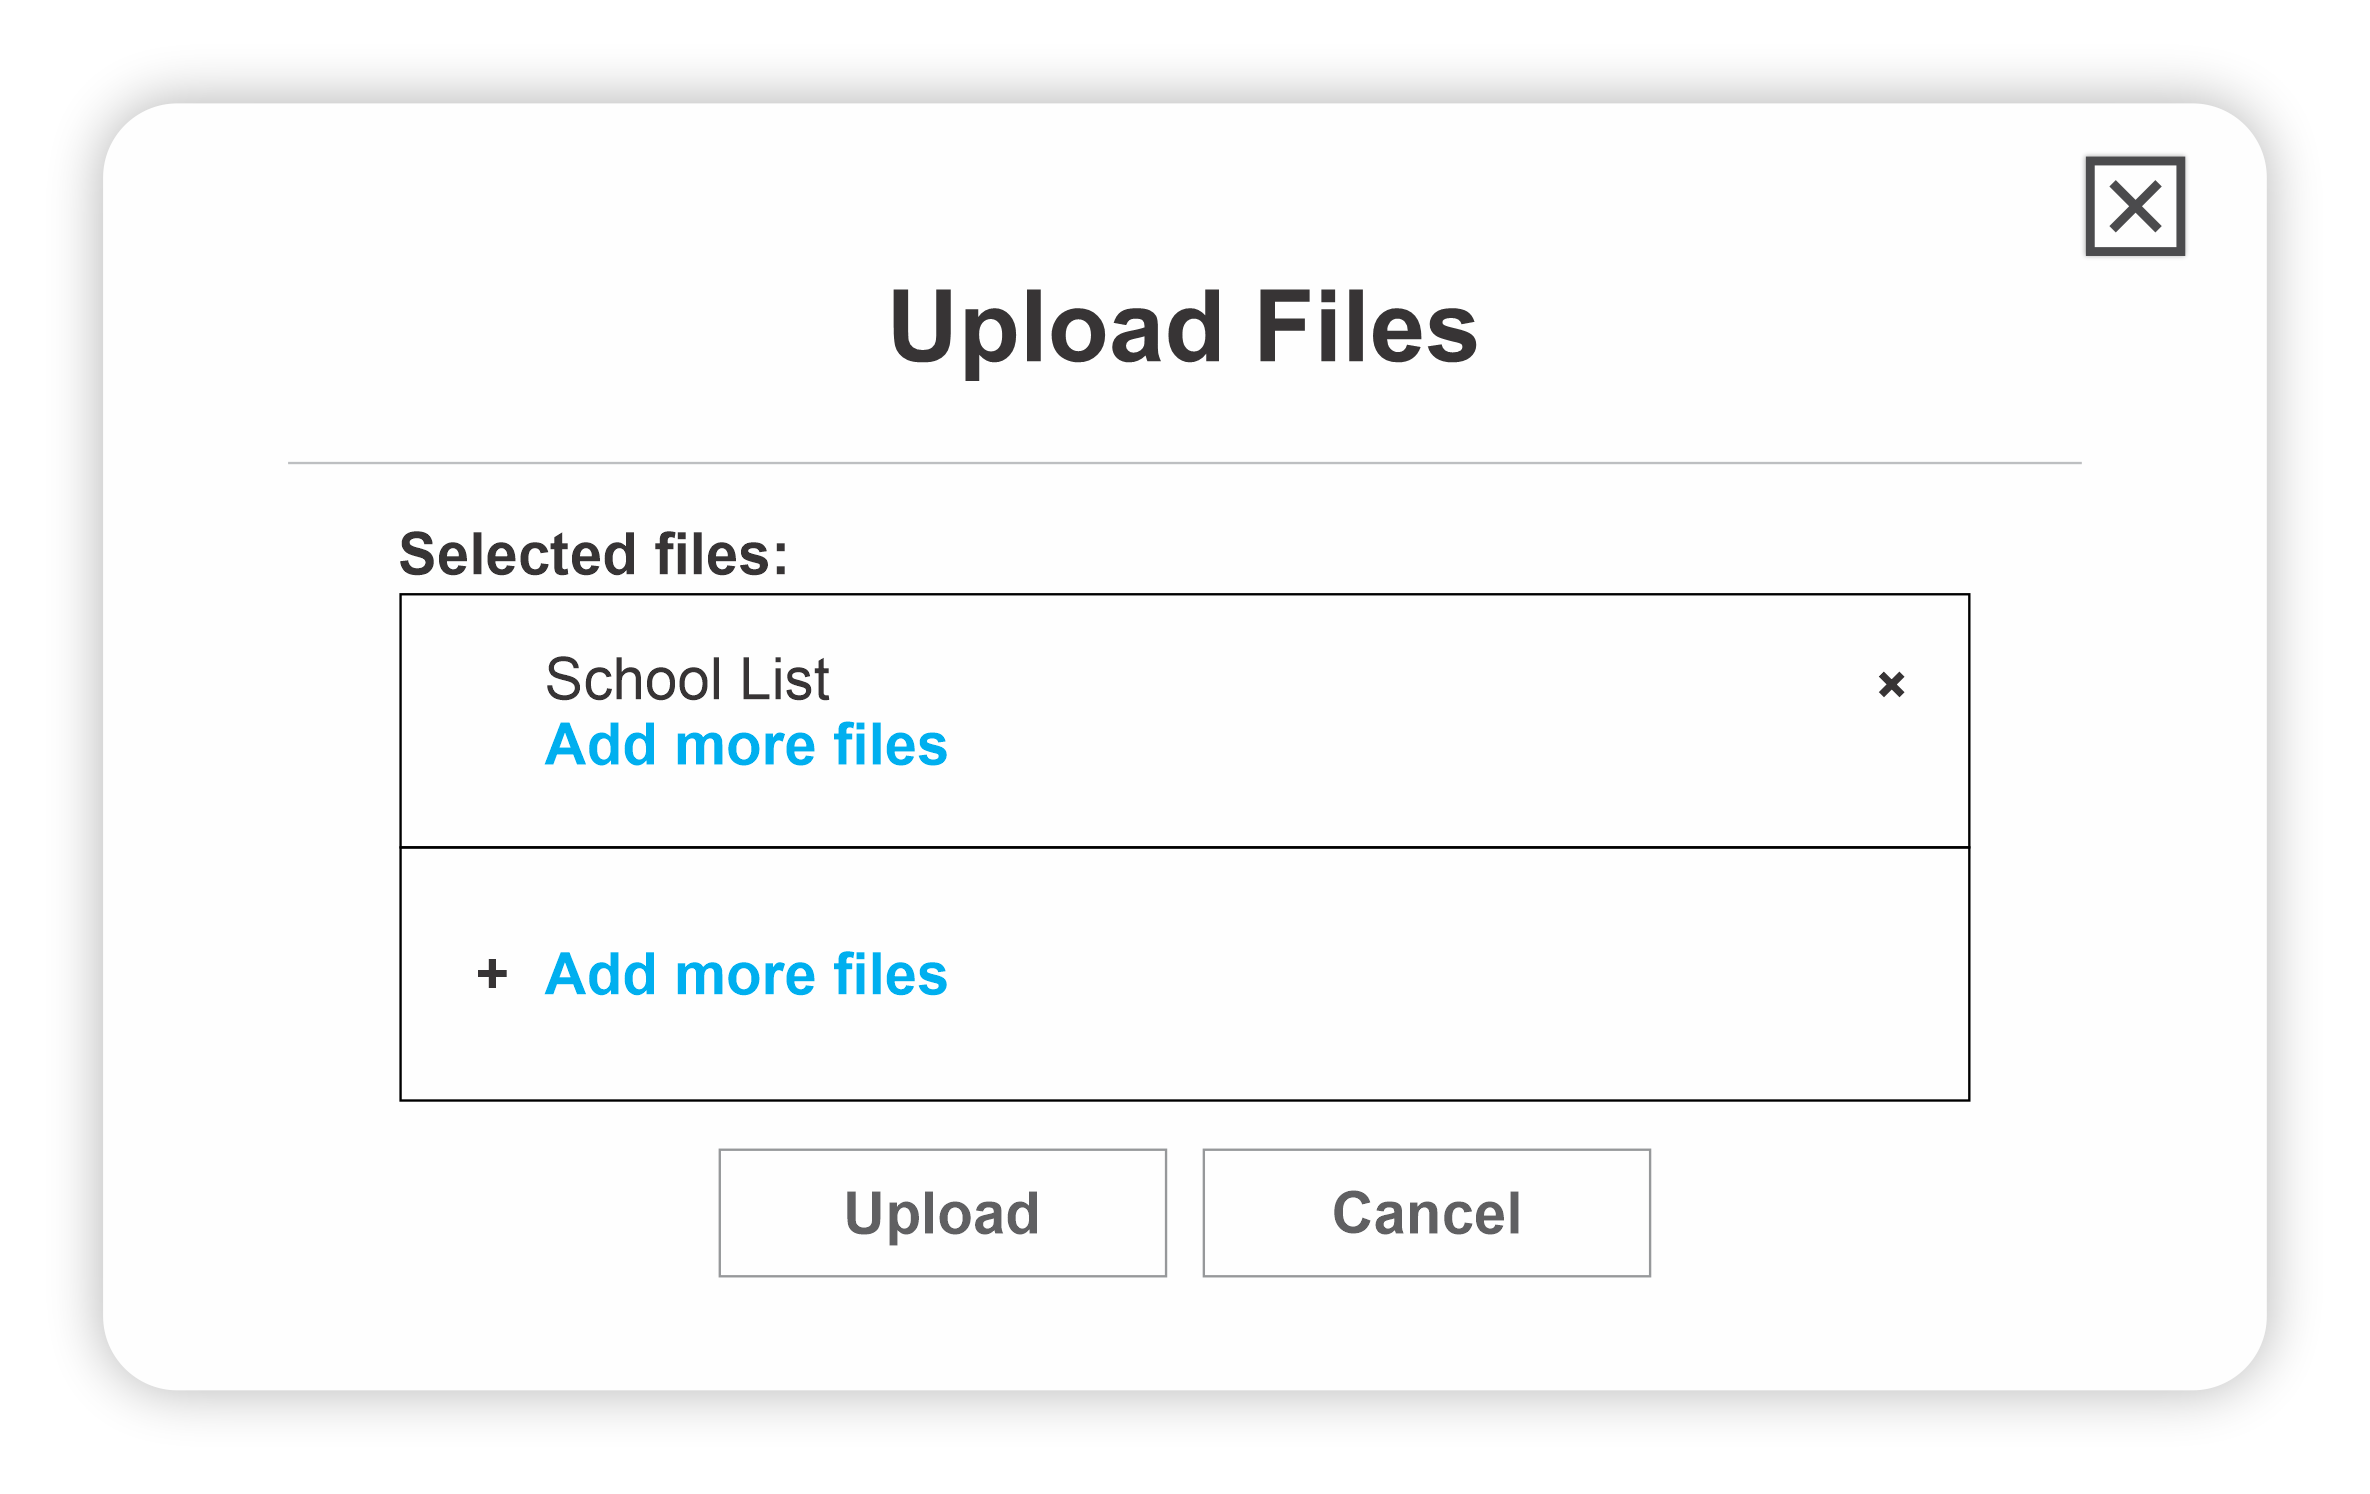 Upload Files
Selected files:
School List
Add more files
+ Add more files
Upload
Cancel